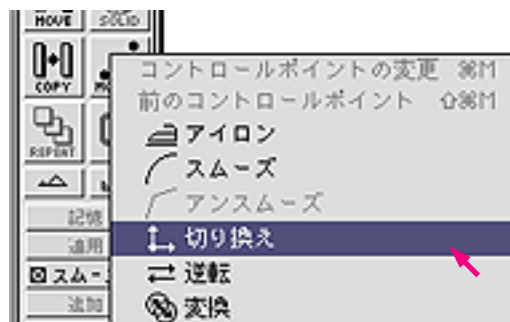 MOVE
SOLID
COPY
REPEAT
記憶
適用
スム-
追加
コントロールポイントの変更 ⌘M
前のコントロールポイント ⇧⌘M
アイロン
スムーズ
アンスムーズ
切り換え
逆転
変換